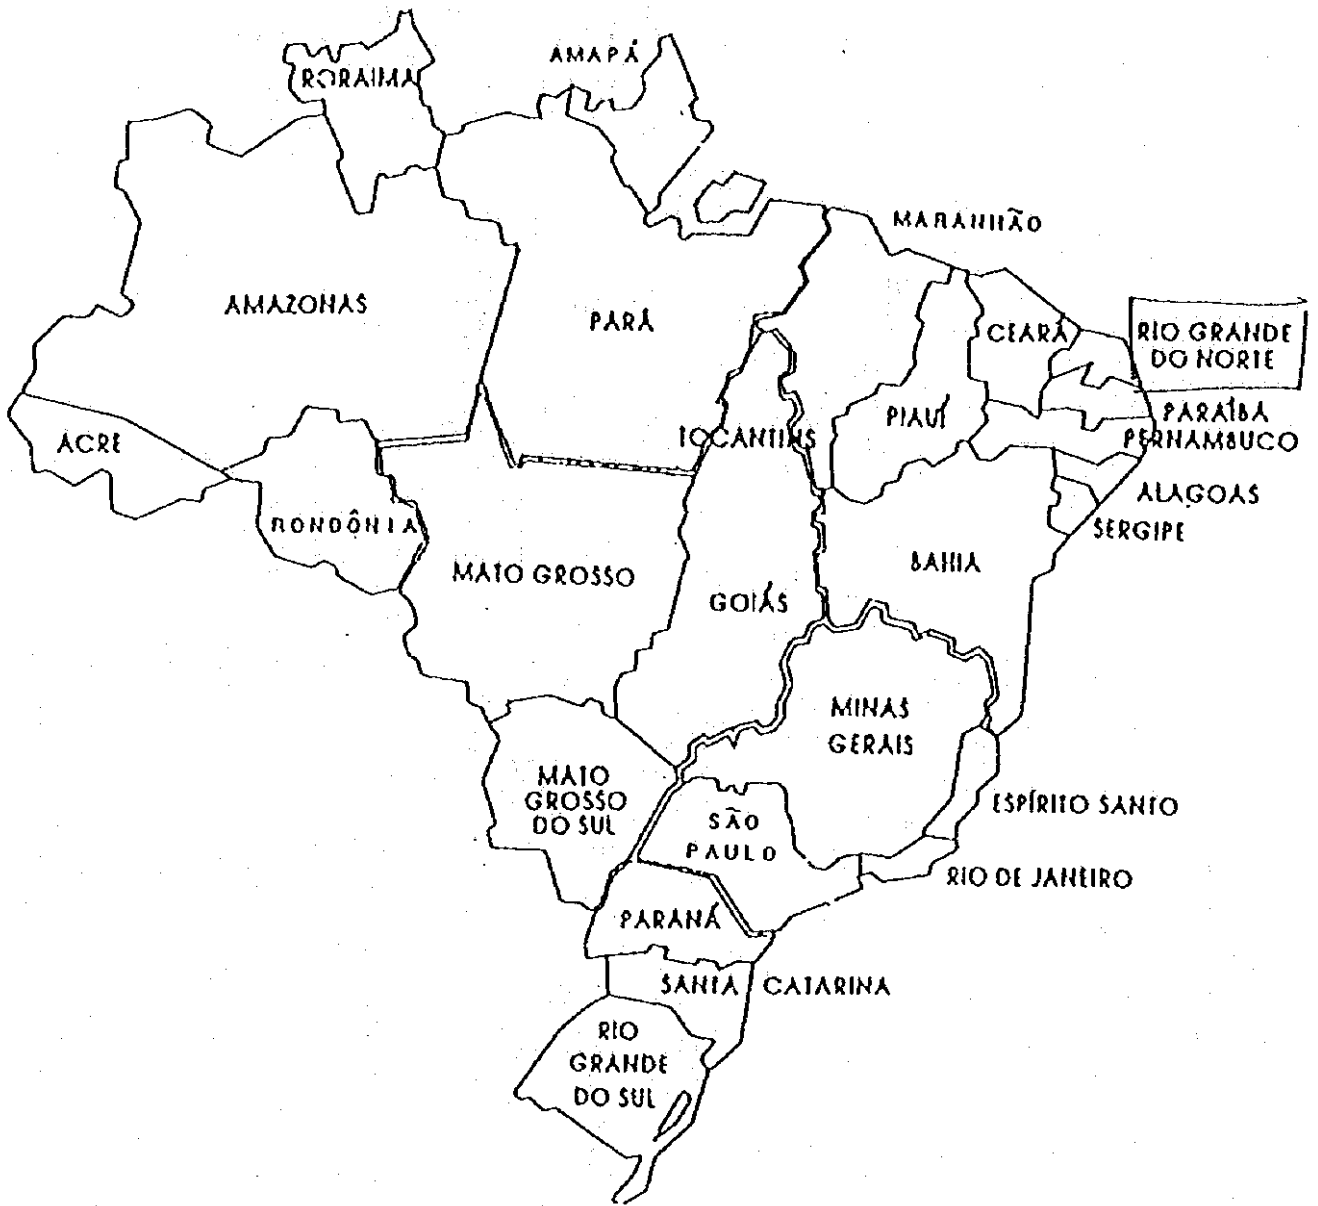 AMAPÁ
RORAIMA
MARANHÃO
AMAZONAS
PARÁ
CEARÁ
RIO GRANDE
DO NORTE
PIAUÍ
PARAÍBA
ACRE
TOCANTINS
PERNAMBUCO
ALAGOAS
RONDÔNIA
SERGIPE
BAHIA
MATO GROSSO
GOIÁS
MINAS
GERAIS
MATO
GROSSO
DO SUL
ESPÍRITO SANTO
SÃO
PAULO
RIO DE JANEIRO
PARANÁ
SANTA CATARINA
RIO
GRANDE
DO SUL